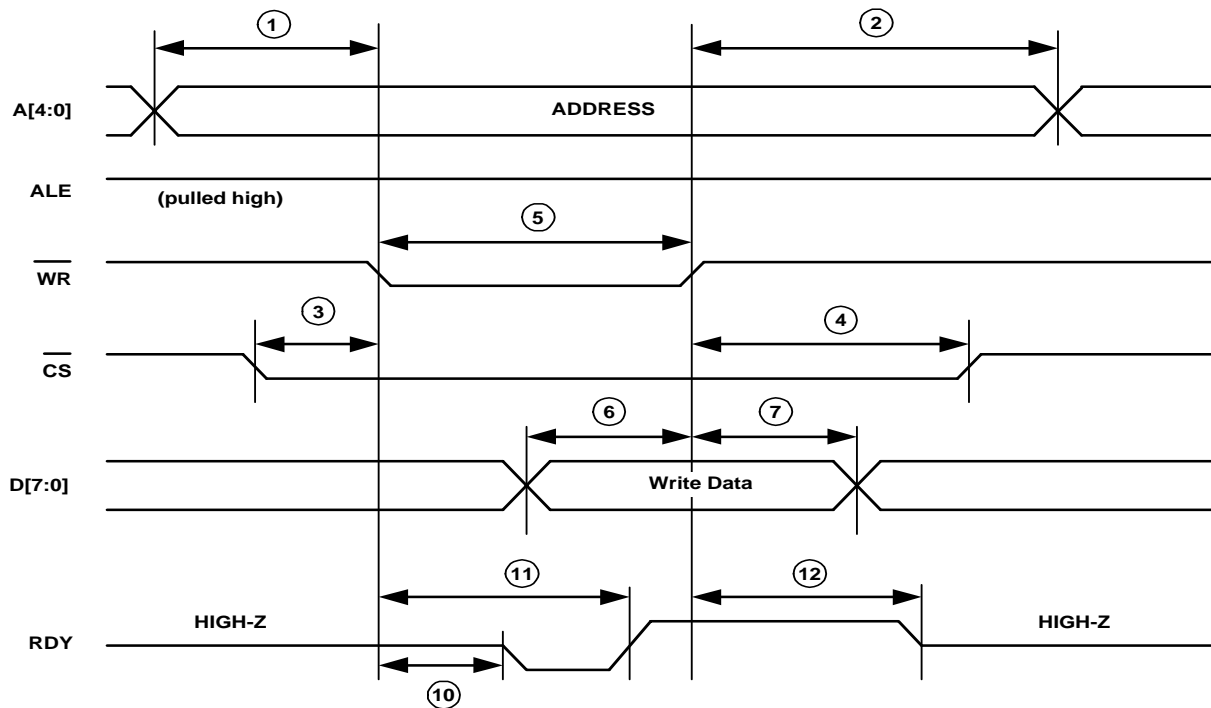 1
2
A[4:0]
ADDRESS
ALE
(pulled high)
5
WR
3
4
CS
6
7
D[7:0]
Write Data
11
12
HIGH-Z
HIGH-Z
RDY
10